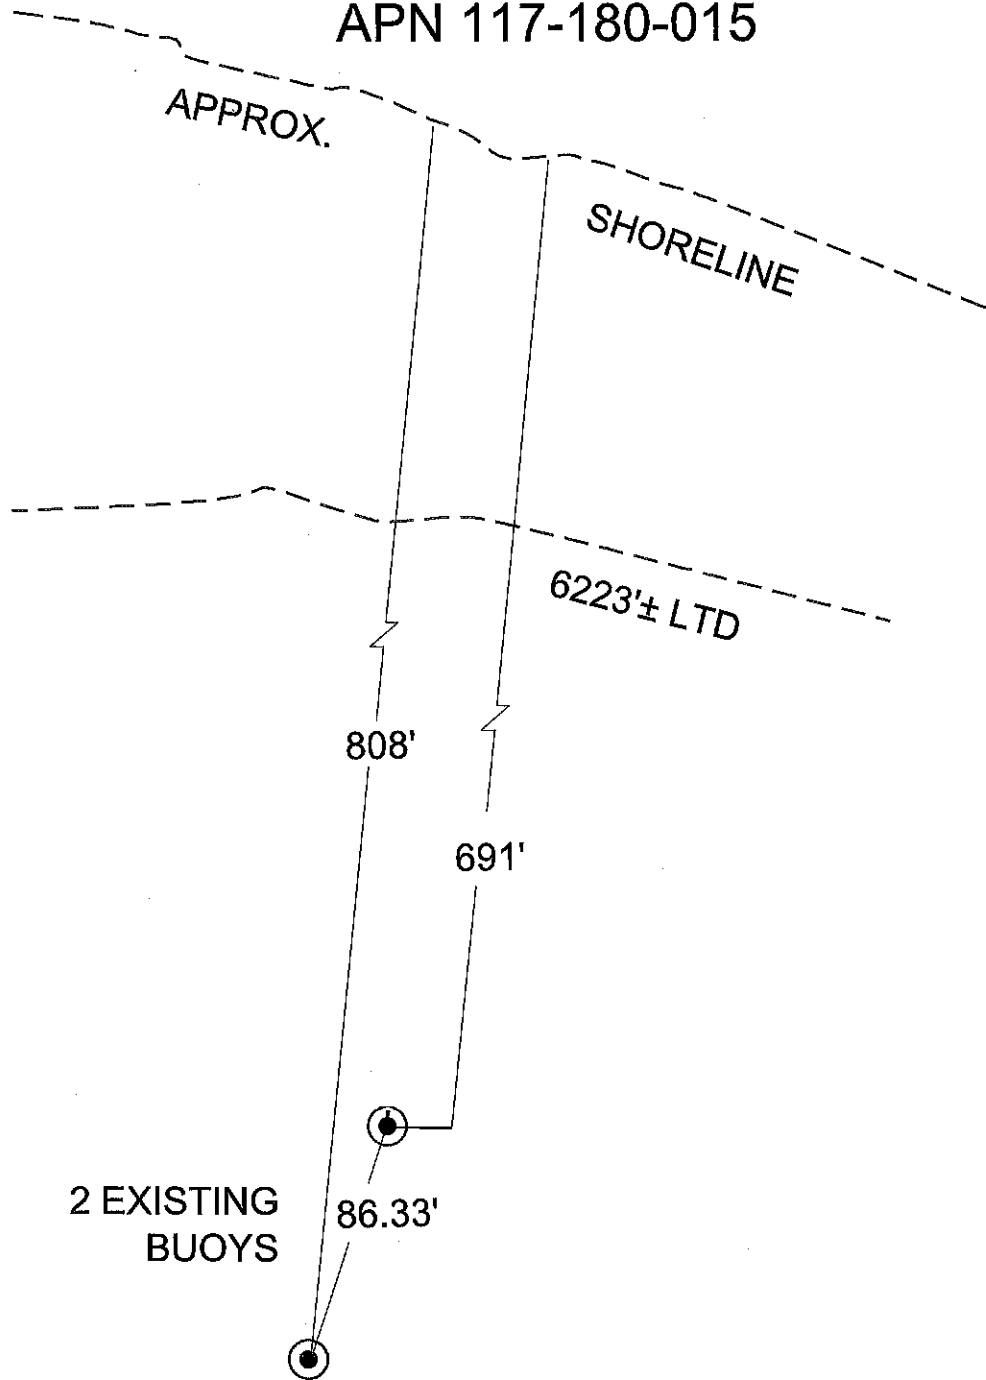 APN 117-180-015
APPROX.
SHORELINE
6223'± LTD
808'
691'
2 EXISTING
BUOYS
86.33'